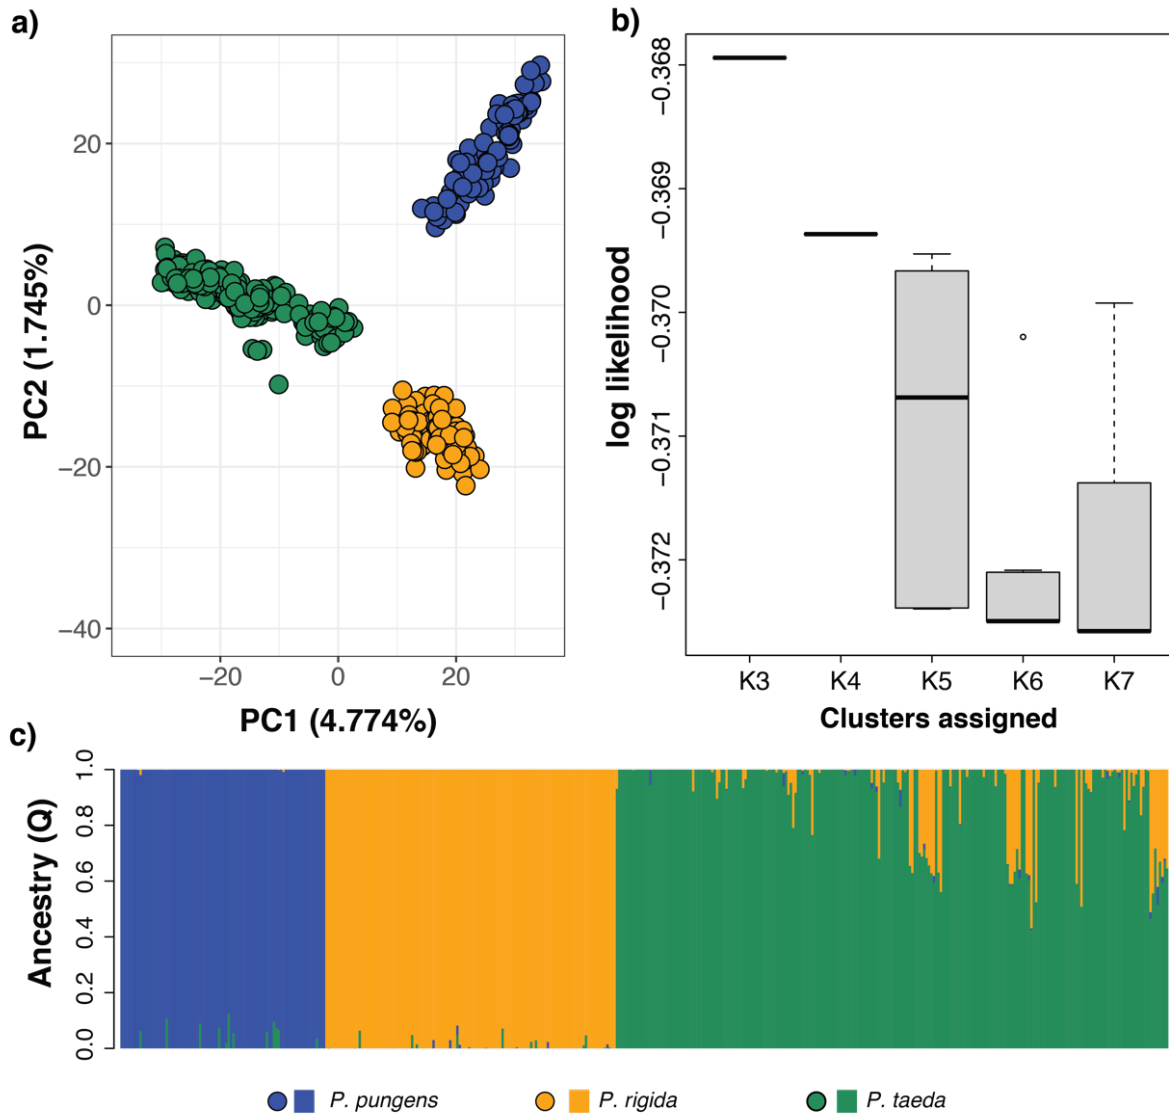 a)
PC2 (1.745%)
20
0
−20
−40
−20 0 20
PC1 (4.774%)
b)
log likelihood
−0.368
−0.369
−0.370
−0.371
−0.372
K3 K4 K5 K6 K7
Clusters assigned
c)
Ancestry (Q)
1.0
0.8
0.6
0.4
0.2
0.0
P. pungens P. rigida P. taeda